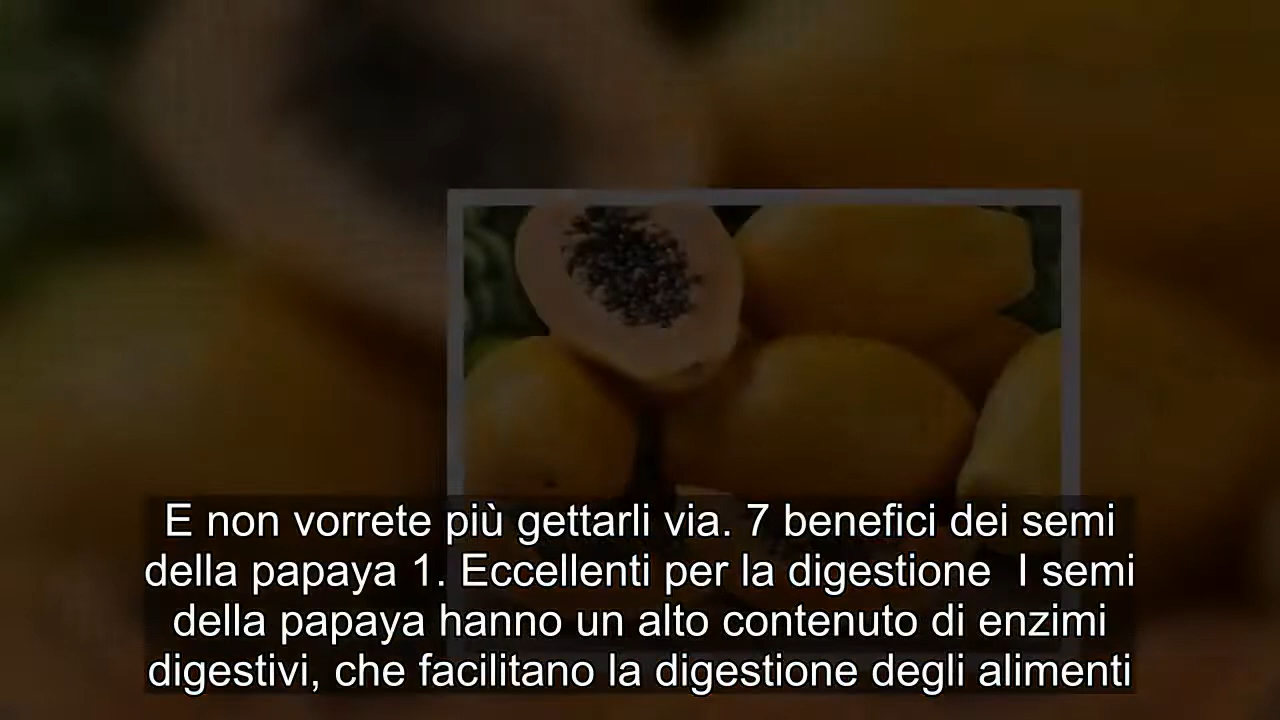 E non vorrete più gettarli via. 7 benefici dei semi
della papaya 1. Eccellenti per la digestione  I semi
della papaya hanno un alto contenuto di enzimi
digestivi, che facilitano la digestione degli alimenti